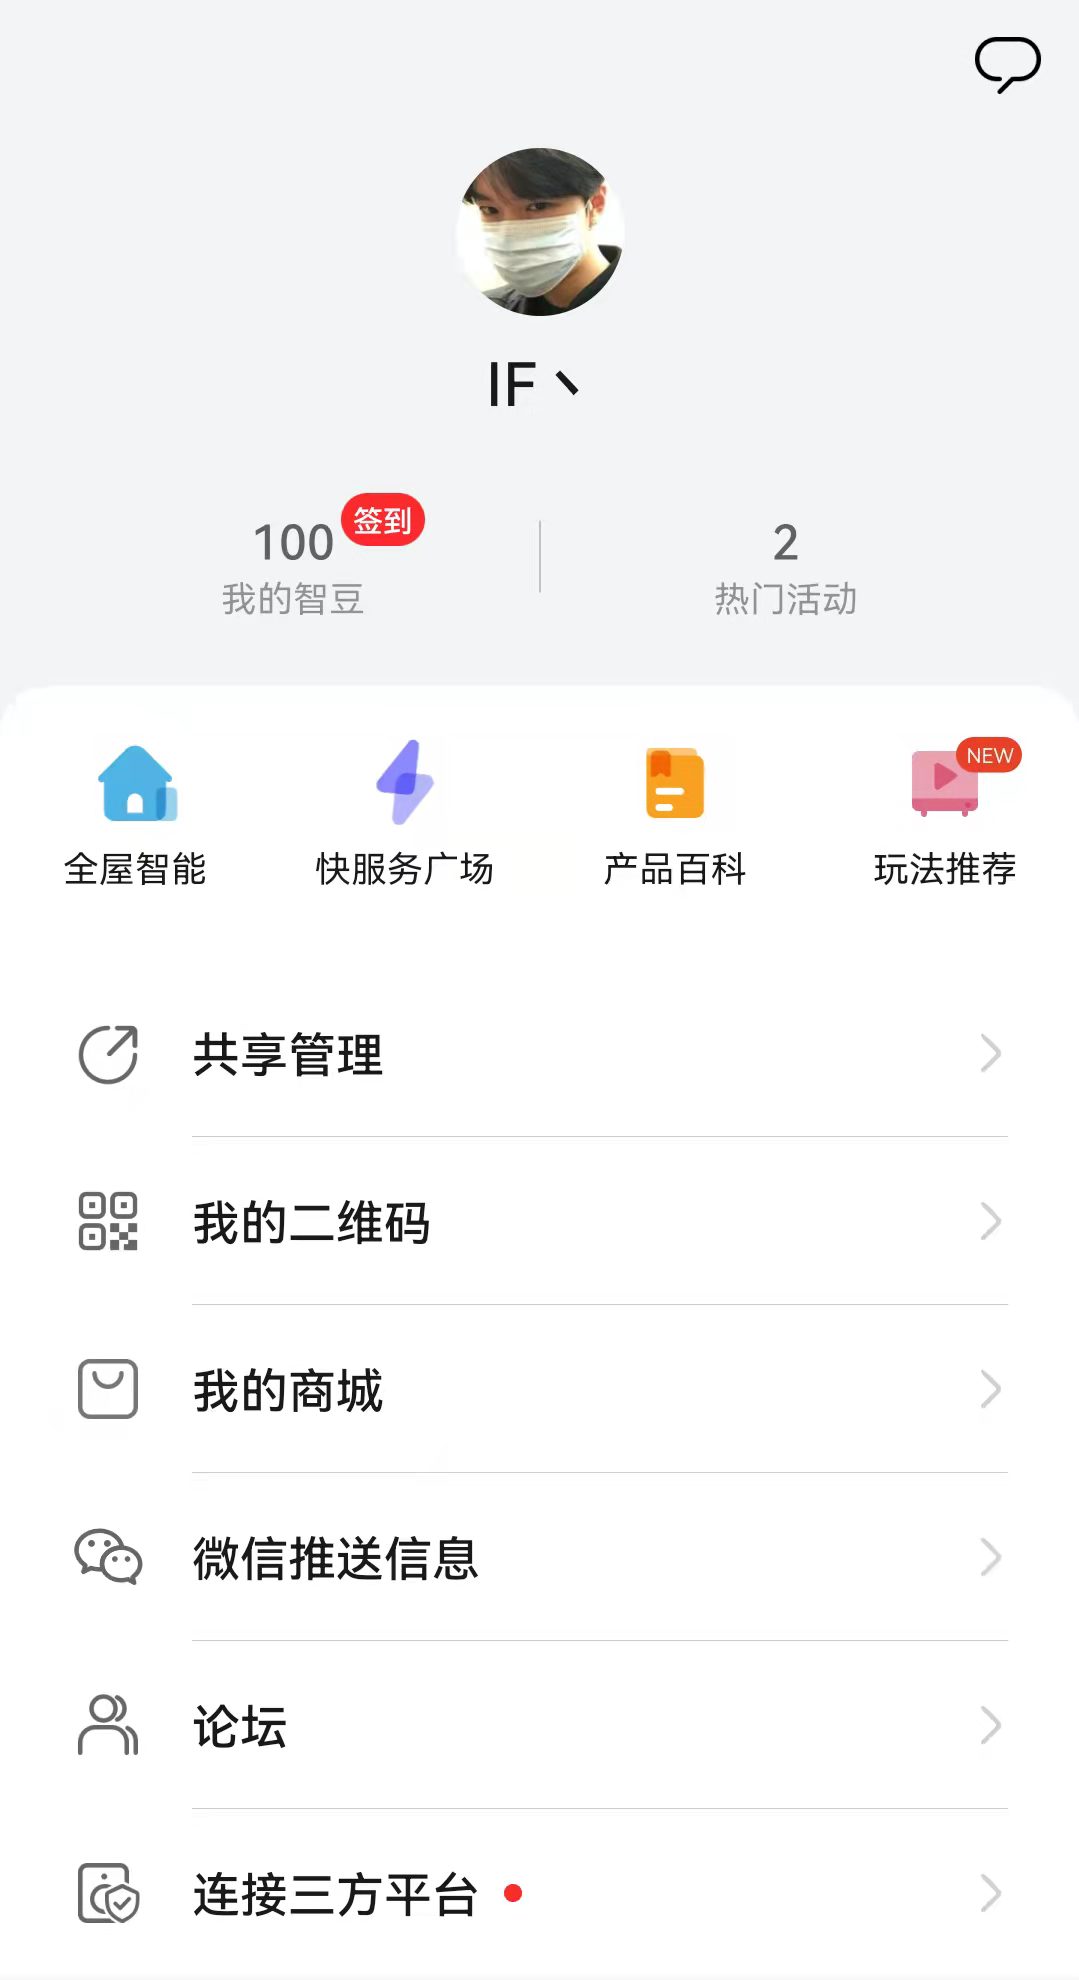 IF丶
100 签到
我的智豆
2
热门活动
全屋智能
快服务广场
产品百科
NEW
玩法推荐
共享管理
我的二维码
我的商城
微信推送信息
论坛
连接三方平台